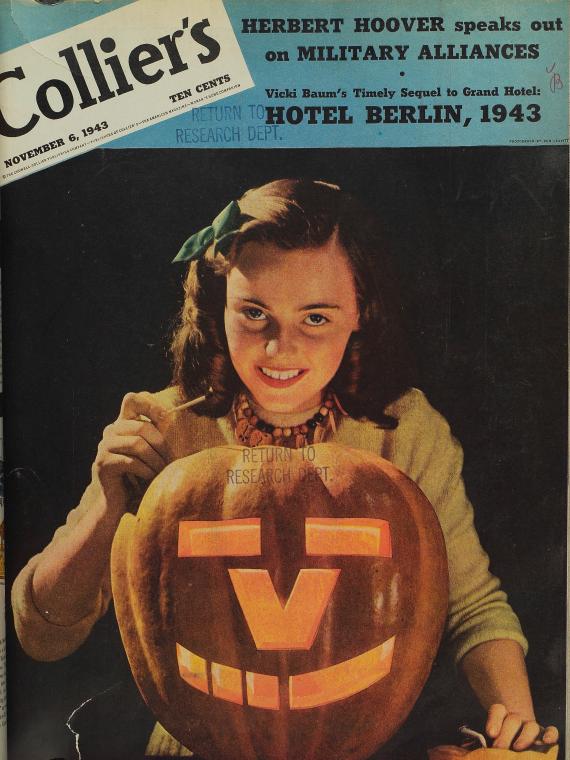 Collier's
TEN CENTS
NOVEMBER 6, 1943
HERBERT HOOVER speaks out
on MILITARY ALLIANCES
•
Vicki Baum's Timely Sequel to Grand Hotel:
HOTEL BERLIN, 1943
RETURN TO
RESEARCH DEPT.
RETURN TO
RESEARCH DEPT.